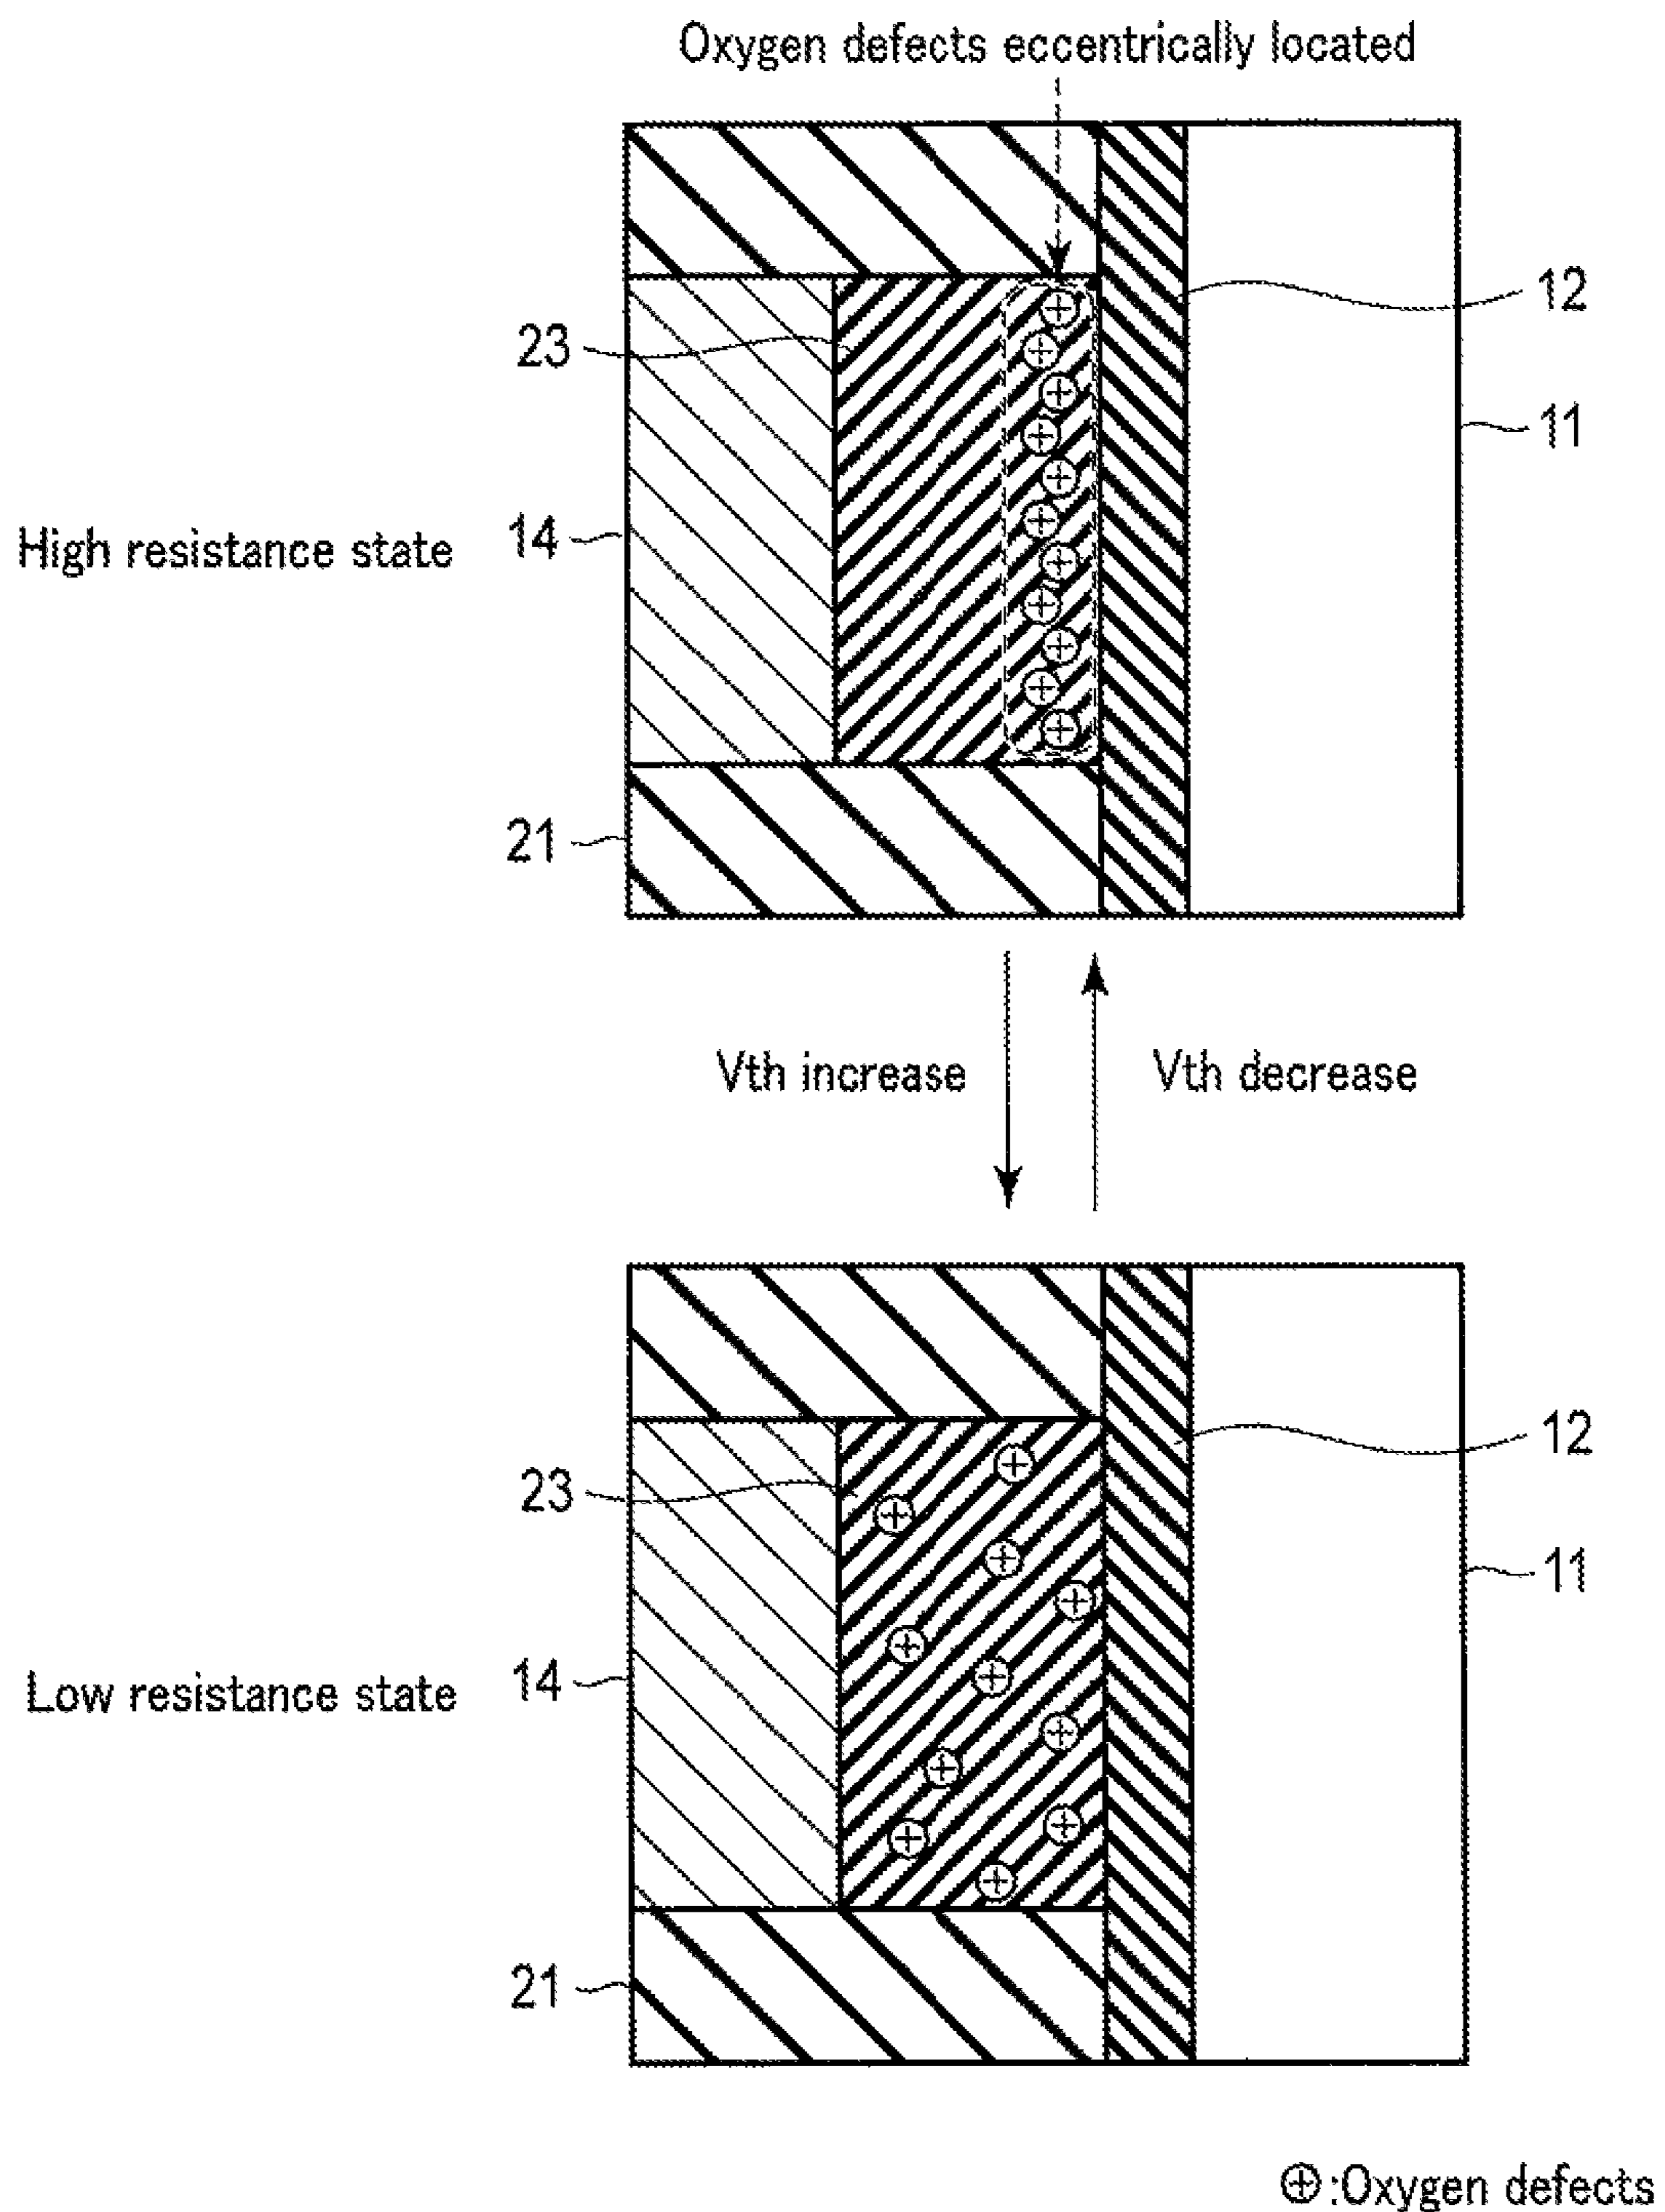 Oxygen defects eccentrically located
12
23
11
High resistance state
14
21
Vth increase
Vth decrease
12
23
11
Low resistance state
14
21
⊕:Oxygen defects